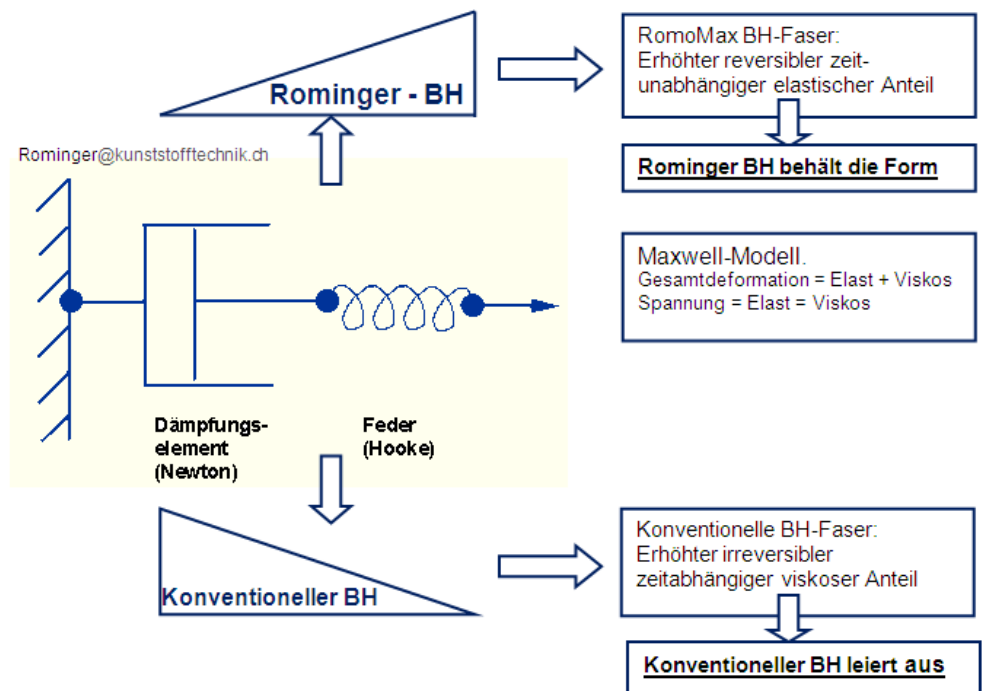 RomoMax BH-Faser:
Erhöhter reversibler zeit-
unabhängiger elastischer Anteil
Rominger - BH
Rominger@kunststofftechnik.ch
Rominger BH behält die Form
Maxwell-Modell.
Gesamtdeformation = Elast + Viskos
Spannung = Elast = Viskos
Dämpfungs-
element
(Newton)
Feder
(Hooke)
Konventioneller BH
Konventionelle BH-Faser:
Erhöhter irreversibler
zeitabhängiger viskoser Anteil
Konventioneller BH leiert aus